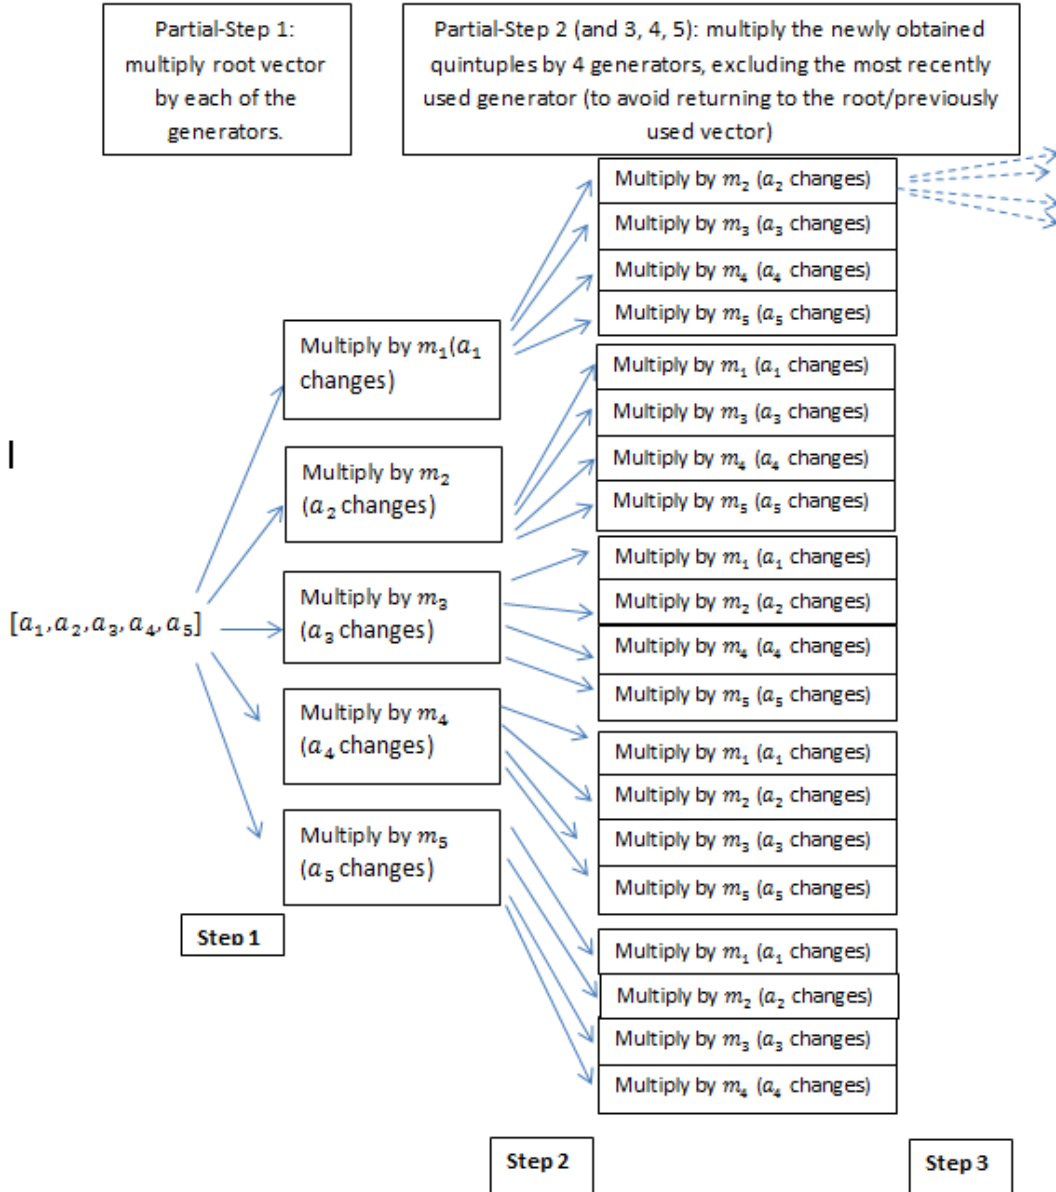 Partial-Step 1:
multiply root vector
by each of the
generators.
Partial-Step 2 (and 3, 4, 5): multiply the newly obtained
quintuples by 4 generators, excluding the most recently
used generator (to avoid returning to the root/previously
used vector)
[a₁,a₂,a₃,a₄,a₅]
Multiply by m₁(a₁
changes)
Multiply by m₂
(a₂ changes)
Multiply by m₃
(a₃ changes)
Multiply by m₄
(a₄ changes)
Multiply by m₅
(a₅ changes)
Step 1
Multiply by m₂ (a₂ changes)
Multiply by m₃ (a₃ changes)
Multiply by m₄ (a₄ changes)
Multiply by m₅ (a₅ changes)
Multiply by m₁ (a₁ changes)
Multiply by m₃ (a₃ changes)
Multiply by m₄ (a₄ changes)
Multiply by m₅ (a₅ changes)
Multiply by m₁ (a₁ changes)
Multiply by m₂ (a₂ changes)
Multiply by m₄ (a₄ changes)
Multiply by m₅ (a₅ changes)
Multiply by m₁ (a₁ changes)
Multiply by m₂ (a₂ changes)
Multiply by m₃ (a₃ changes)
Multiply by m₅ (a₅ changes)
Multiply by m₁ (a₁ changes)
Multiply by m₂ (a₂ changes)
Multiply by m₃ (a₃ changes)
Multiply by m₄ (a₄ changes)
Step 2
Step 3